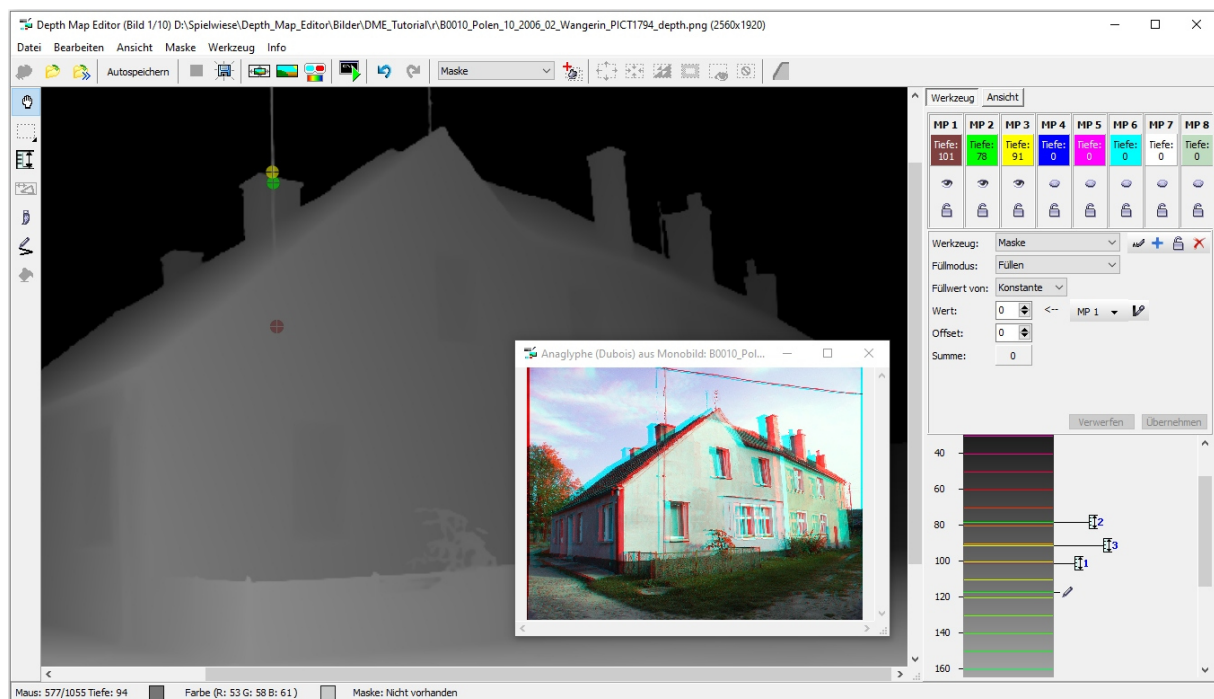 Depth Map Editor (Bild 1/10) D:\Spielwiese\Depth_Map_Editor\Bilder\DME_Tutorial\r\B0010_Polen_10_2006_02_Wangerin_PICT1794_depth.png (2560x1920)
Datei Bearbeiten Ansicht Maske Werkzeug Info
Autospeichern Maske
Werkzeug Ansicht
MP 1 MP 2 MP 3 MP 4 MP 5 MP 6 MP 7 MP 8
Tiefe: Tiefe: Tiefe: Tiefe: Tiefe: Tiefe: Tiefe: Tiefe:
101 78 91 0 0 0 0 0
Werkzeug: Maske
Füllmodus: Füllen
Füllwert von: Konstante
Wert: 0 <-- MP 1
Offset: 0
Summe: 0
Verwerfen Übernehmen
Anaglyphe (Dubois) aus Monobild: B0010_Pol...
40
60
80
2
3
100
1
120
140
160
Maus: 577/1055 Tiefe: 94 Farbe (R: 53 G: 58 B: 61 ) Maske: Nicht vorhanden